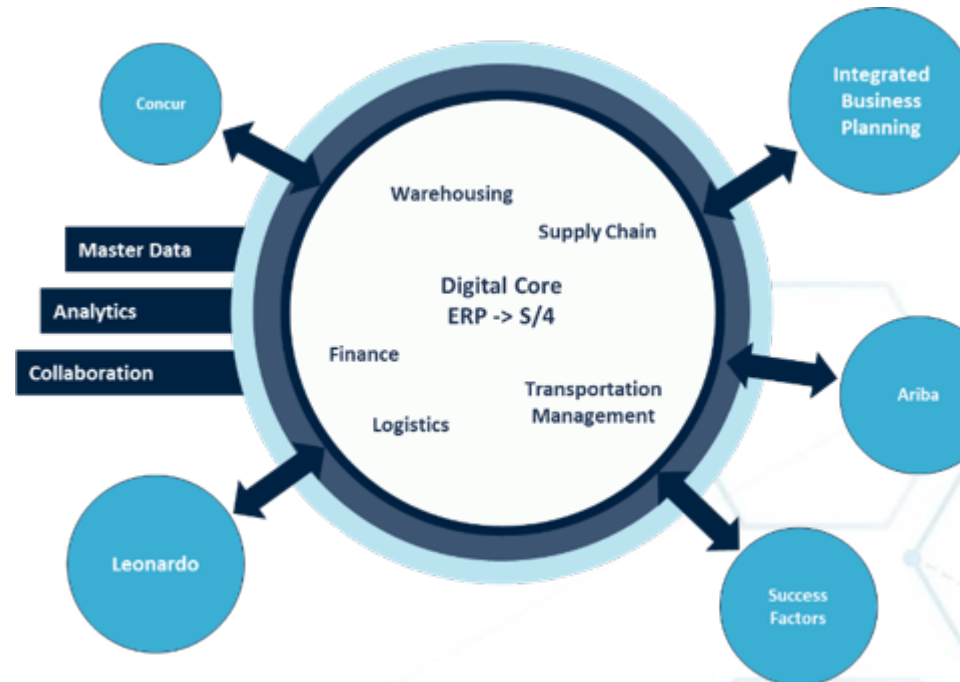 Concur
Integrated
Business
Planning
Warehousing
Supply Chain
Master Data
Analytics
Collaboration
Digital Core
ERP -> S/4
Finance
Transportation
Management
Logistics
Ariba
Leonardo
Success
Factors